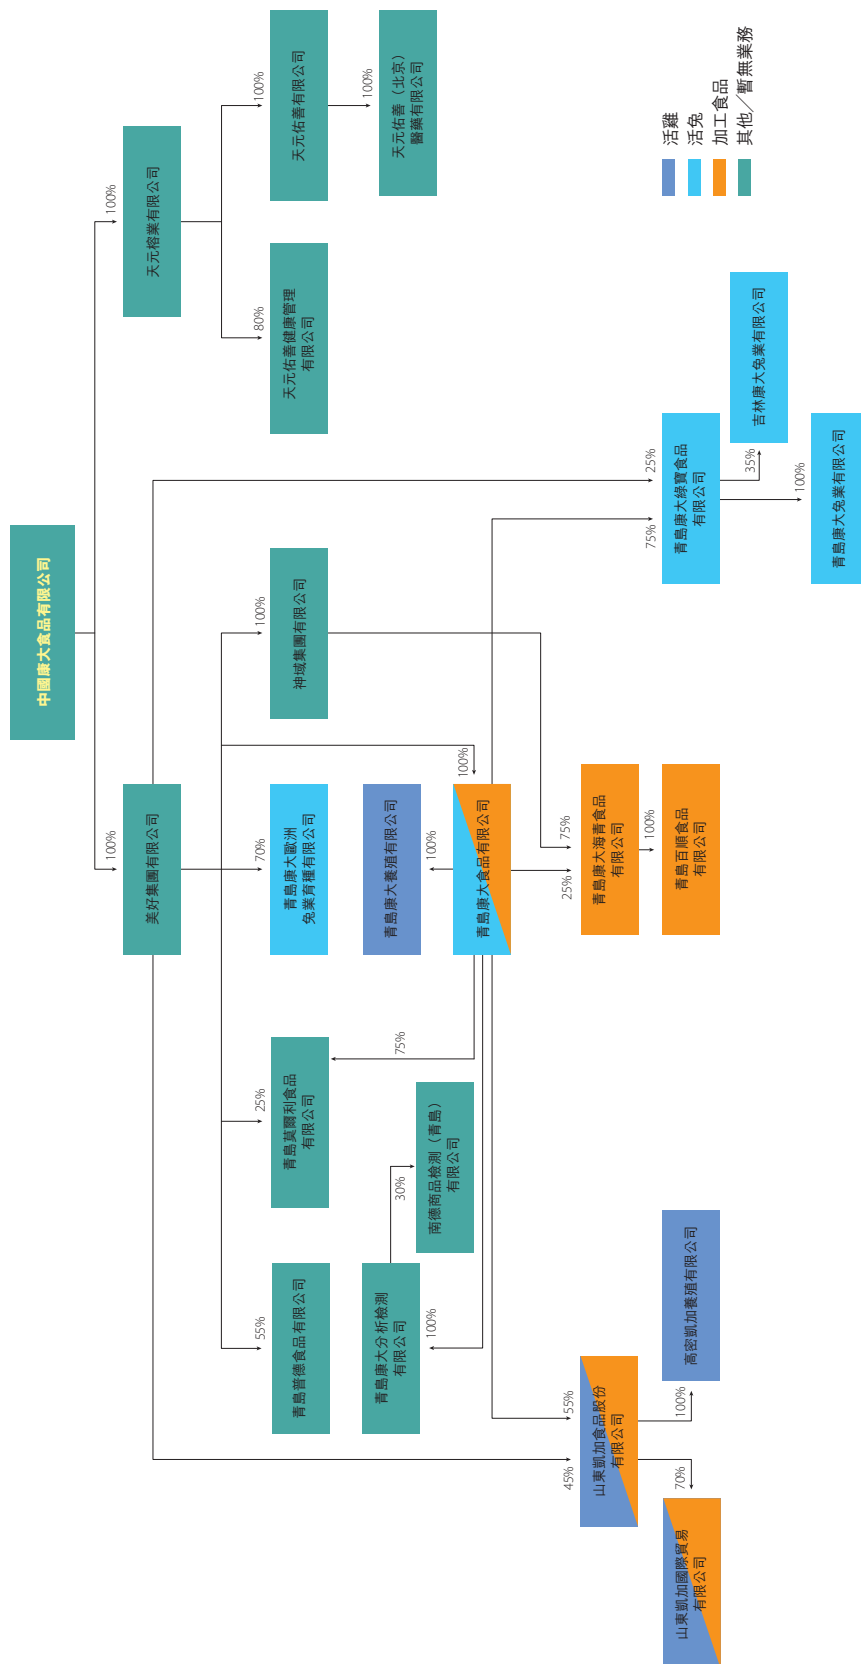 中國康大食品有限公司
100%
100%
美好集團有限公司
天元榕業有限公司
55%
25%
70%
100%
80%
100%
青島普德食品有限公司
青島莫爾利食品
有限公司
青島康大歐洲
兔業育種有限公司
神域集團有限公司
天元佑善健康管理
有限公司
天元佑善有限公司
100%
天元佑善（北京）
醫藥有限公司
青島康大分析檢測
有限公司
30%
75%
青島康大養殖有限公司
100%
100%
南德商品檢測（青島）
有限公司
100%
青島康大食品有限公司
45%
55%
25%
75%
75%
25%
山東凱加食品股份
有限公司
青島康大海青食品
有限公司
70%
100%
100%
山東凱加國際貿易
有限公司
高密凱加養殖有限公司
青島百順食品
有限公司
青島康大綠寶食品
有限公司
35%
100%
吉林康大兔業有限公司
青島康大兔業有限公司
活雞
活兔
加工食品
其他／暫無業務